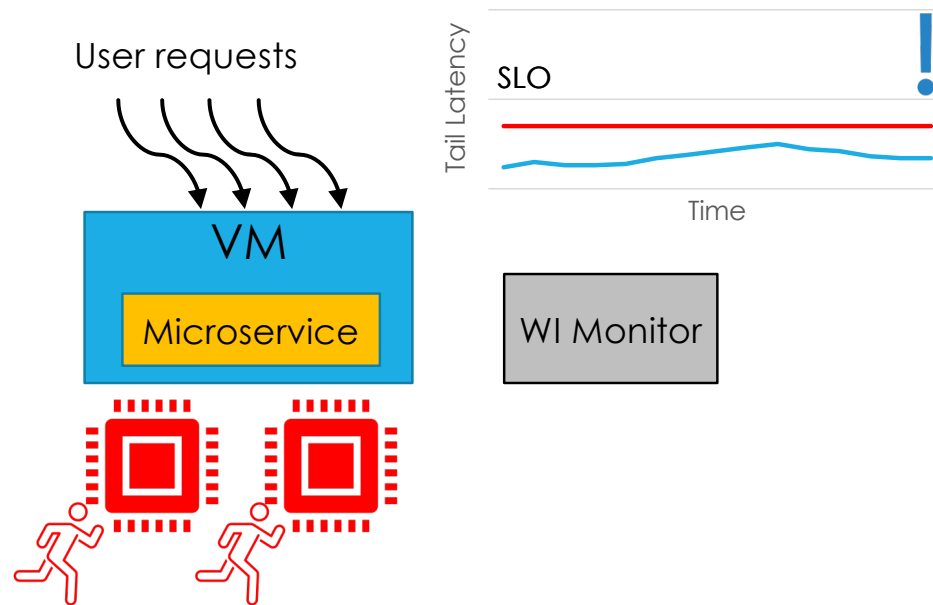 User requests
VM
Microservice
Tail Latency
SLO
!
Time
WI Monitor